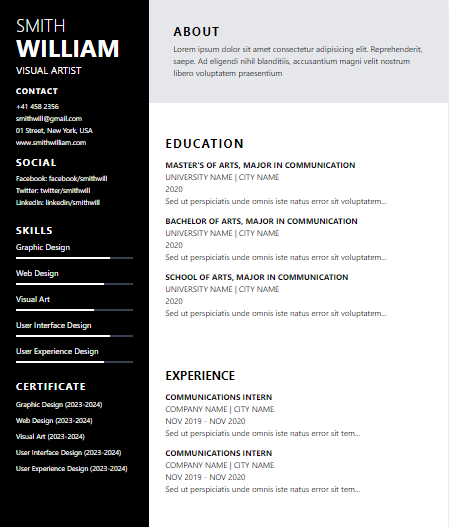 SMITH
WILLIAM
VISUAL ARTIST
CONTACT
+41 458 2356
smithwill@gmail.com
01 Street, New York, USA
www.smithwilliam.com
SOCIAL
Facebook: facebook/smithwill
Twitter: twitter/smithwill
Linkedin: linkedin/smithwill
SKILLS
Graphic Design
Web Design
Visual Art
User Interface Design
User Experience Design
CERTIFICATE
Graphic Design (2023-2024)
Web Design (2023-2024)
Visual Art (2023-2024)
User Interface Design (2023-2024)
User Experience Design (2023-2024)
ABOUT
Lorem ipsum dolor sit amet consectetur adipisicing elit. Reprehenderit,
saepe. Ad eligendi nihil blanditiis, accusantium magni velit nostrum
libero voluptatem praesentium
EDUCATION
MASTER'S OF ARTS, MAJOR IN COMMUNICATION
UNIVERSITY NAME | CITY NAME
2020
Sed ut perspiciatis unde omnis iste natus error sit voluptatem...
BACHELOR OF ARTS, MAJOR IN COMMUNICATION
UNIVERSITY NAME | CITY NAME
2020
Sed ut perspiciatis unde omnis iste natus error sit voluptatem...
SCHOOL OF ARTS, MAJOR IN COMMUNICATION
UNIVERSITY NAME | CITY NAME
2020
Sed ut perspiciatis unde omnis iste natus error sit voluptatem...
EXPERIENCE
COMMUNICATIONS INTERN
COMPANY NAME | CITY NAME
NOV 2019 - NOV 2020
Sed ut perspiciatis unde omnis iste natus error sit tem...
COMMUNICATIONS INTERN
COMPANY NAME | CITY NAME
NOV 2019 - NOV 2020
Sed ut perspiciatis unde omnis iste natus error sit tem...